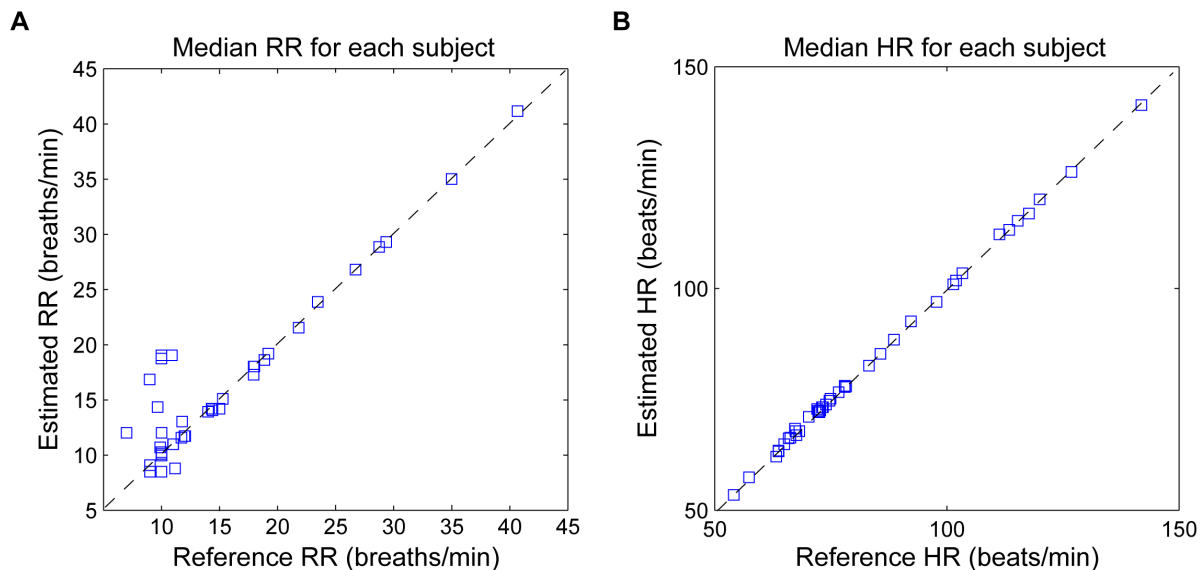 A
Median RR for each subject
45
40
35
30
25
20
15
10
5
10
15
20
25
30
35
40
45
Estimated RR (breaths/min)
Reference RR (breaths/min)
B
Median HR for each subject
150
100
50
50
100
150
Estimated HR (beats/min)
Reference HR (beats/min)